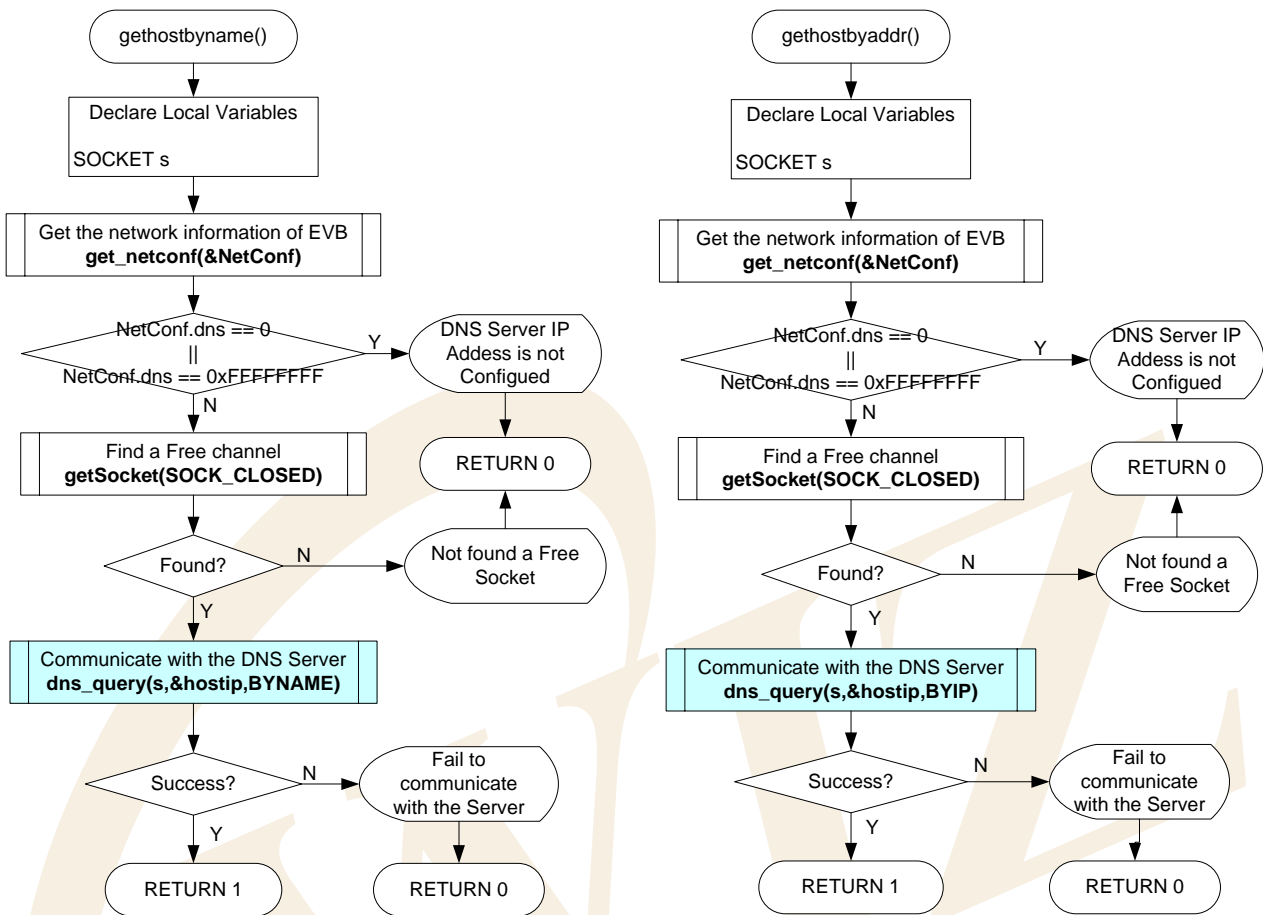 gethostbyname()
Declare Local Variables
SOCKET s
Get the network information of EVB
get_netconf(&NetConf)
NetConf.dns == 0
||
NetConf.dns == 0xFFFFFFFF
Y
DNS Server IP
Addess is not
Configued
N
Find a Free channel
getSocket(SOCK_CLOSED)
RETURN 0
Found?
N
Not found a Free
Socket
Y
Communicate with the DNS Server
dns_query(s,&hostip,BYNAME)
Success?
N
Fail to
communicate
with the Server
Y
RETURN 1
RETURN 0
gethostbyaddr()
Declare Local Variables
SOCKET s
Get the network information of EVB
get_netconf(&NetConf)
NetConf.dns == 0
||
NetConf.dns == 0xFFFFFFFF
Y
DNS Server IP
Addess is not
Configued
N
Find a Free channel
getSocket(SOCK_CLOSED)
RETURN 0
Found?
N
Not found a
Free Socket
Y
Communicate with the DNS Server
dns_query(s,&hostip,BYIP)
Success?
N
Fail to
communicate
with the Server
Y
RETURN 1
RETURN 0